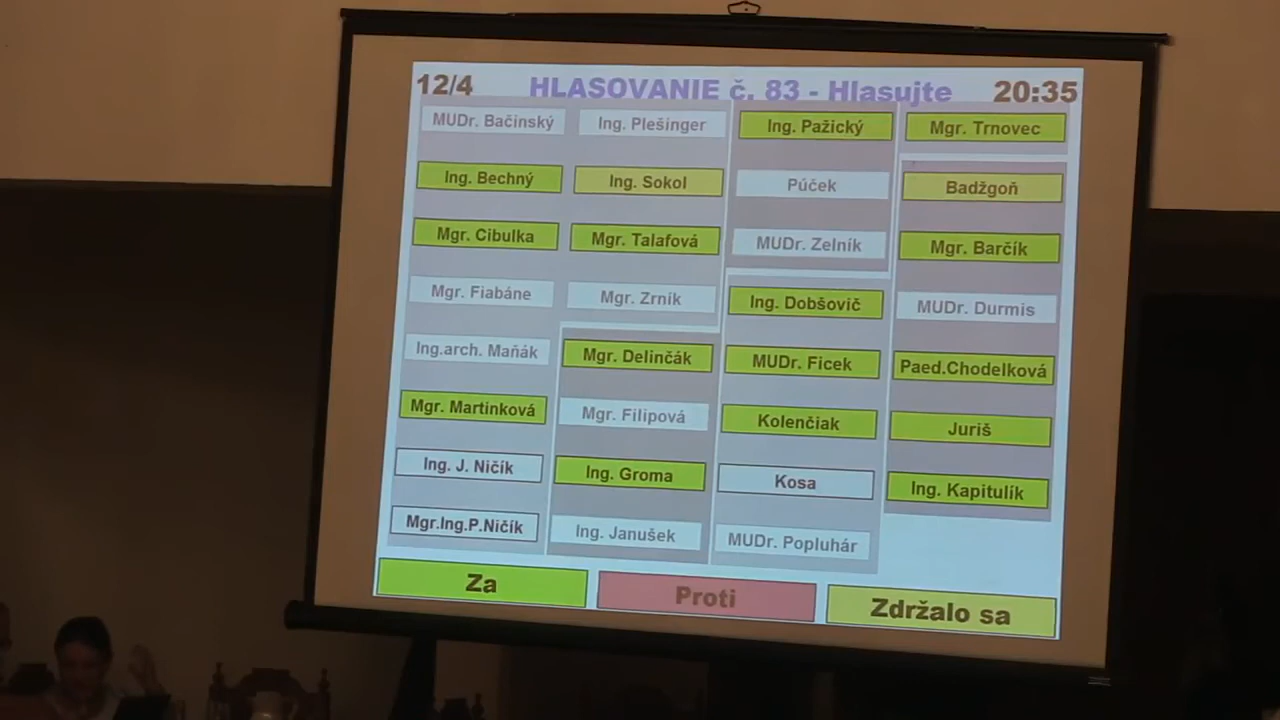 12/4 HLASOVANIE č. 83 - Hlasujte 20:35
MUDr. Bačinský Ing. Plešinger Ing. Pažický Mgr. Trnovec
Ing. Bechný Ing. Sokol Púček Badžgoň
Mgr. Cibulka Mgr. Talafová MUDr. Zelník Mgr. Barčík
Mgr. Fiabáne Mgr. Zrník Ing. Dobšovič MUDr. Durmis
Ing.arch. Maňák Mgr. Delinčák MUDr. Ficek Paed.Chodelková
Mgr. Martinková Mgr. Filipová Kolenčiak Juriš
Ing. J. Ničík Ing. Groma Kosa Ing. Kapitulík
Mgr.Ing.P.Ničík Ing. Janušek MUDr. Popluhár
Za Proti Zdržalo sa